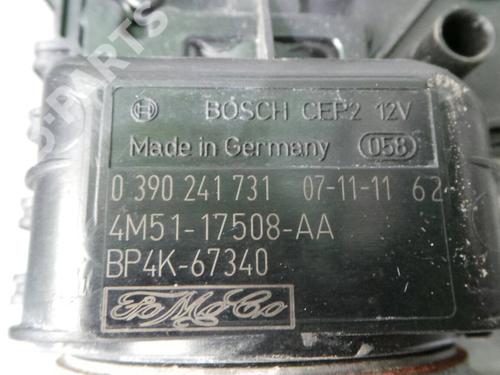 BOSCH CEP2 12V
Made in Germany 058
0 390 241 731 07-11-11 62
4M51-17508-AA
BP4K-67340
FoMoCo